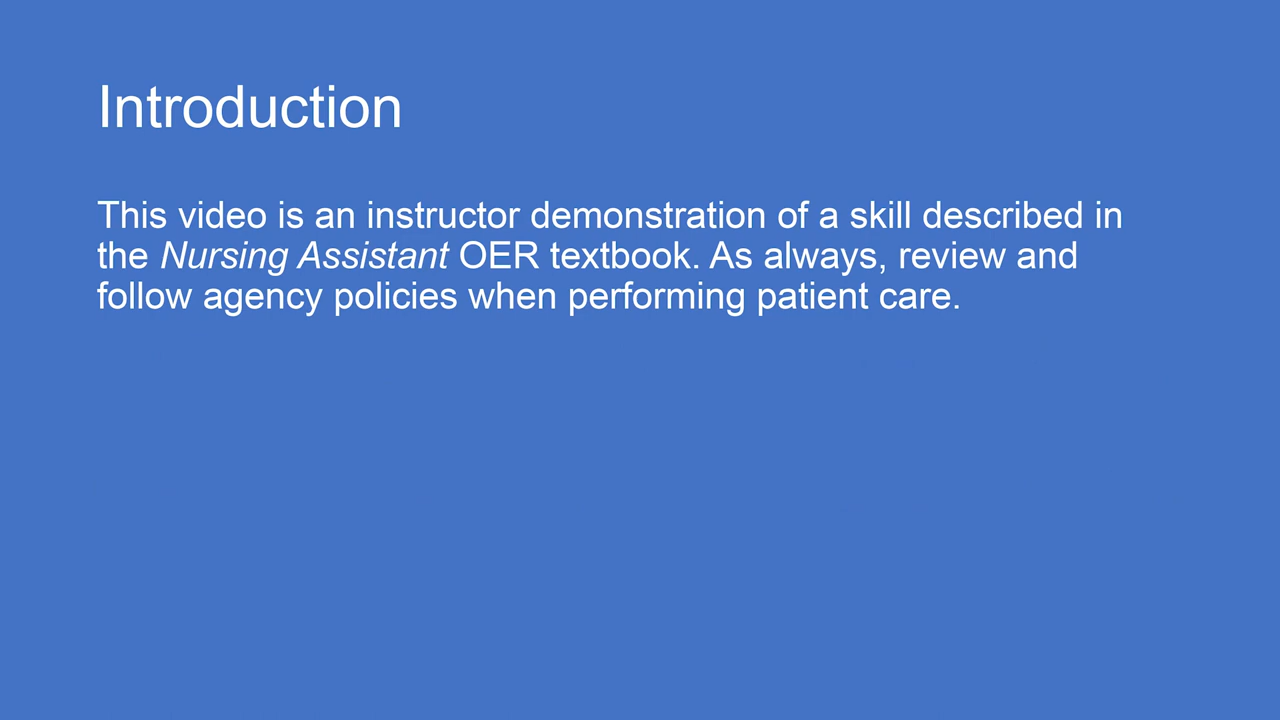 Introduction
This video is an instructor demonstration of a skill described in
the Nursing Assistant OER textbook. As always, review and
follow agency policies when performing patient care.